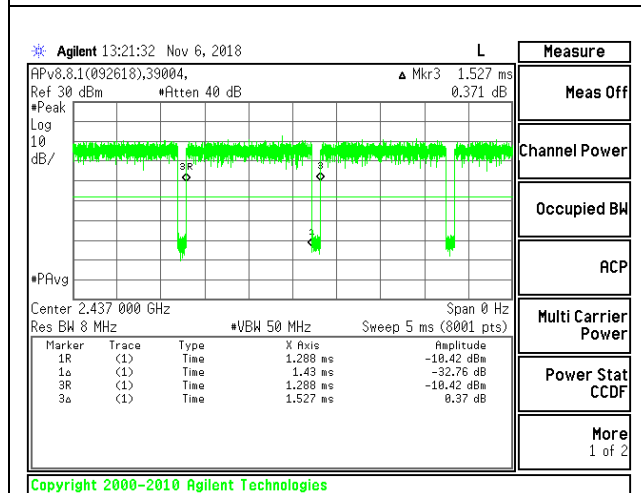 Agilent 13:21:32 Nov 6, 2018 L
Measure
APv8.8.1(092618),39004,
Δ Mkr3 1.527 ms
Ref 30 dBm #Atten 40 dB 0.371 dB
Meas Off
#Peak
Log
10
dB/
3R
3
Channel Power
Occupied BW
ACP
#PAvg
Center 2.437 000 GHz Span 0 Hz
Res BW 8 MHz #VBW 50 MHz Sweep 5 ms (8001 pts)
Multi Carrier
Power
Marker Trace Type X Axis Amplitude
1R (1) Time 1.288 ms -10.42 dBm
1Δ (1) Time 1.43 ms -32.76 dB
3R (1) Time 1.288 ms -10.42 dBm
3Δ (1) Time 1.527 ms 0.37 dB
Power Stat
CCDF
More
1 of 2
Copyright 2000-2010 Agilent Technologies